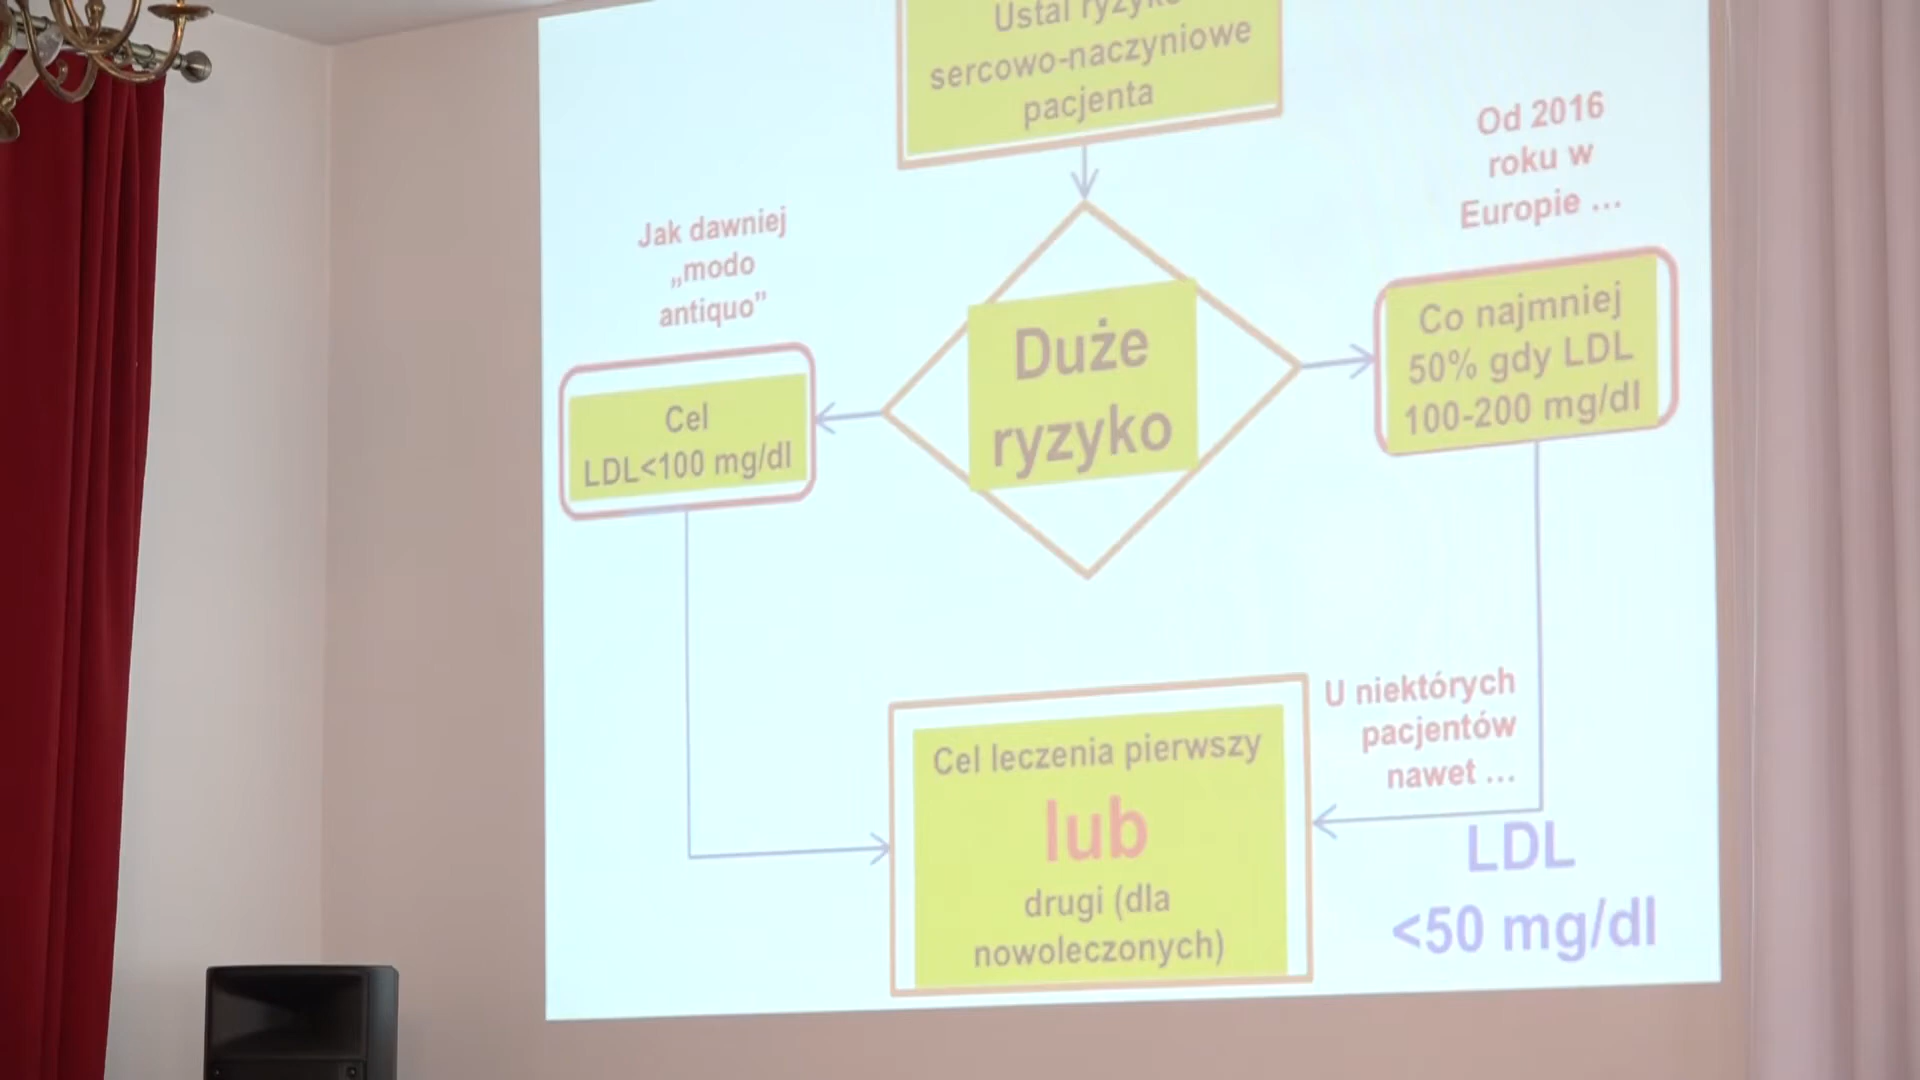 Ustal ryzyko
sercowo-naczyniowe
pacjenta
Od 2016
roku w
Europie ...
Jak dawniej
„modo
antiquo”
Duże
ryzyko
Co najmniej
50% gdy LDL
100-200 mg/dl
Cel
LDL<100 mg/dl
U niektórych
pacjentów
nawet ...
Cel leczenia pierwszy
lub
drugi (dla
nowoleczonych)
LDL
<50 mg/dl